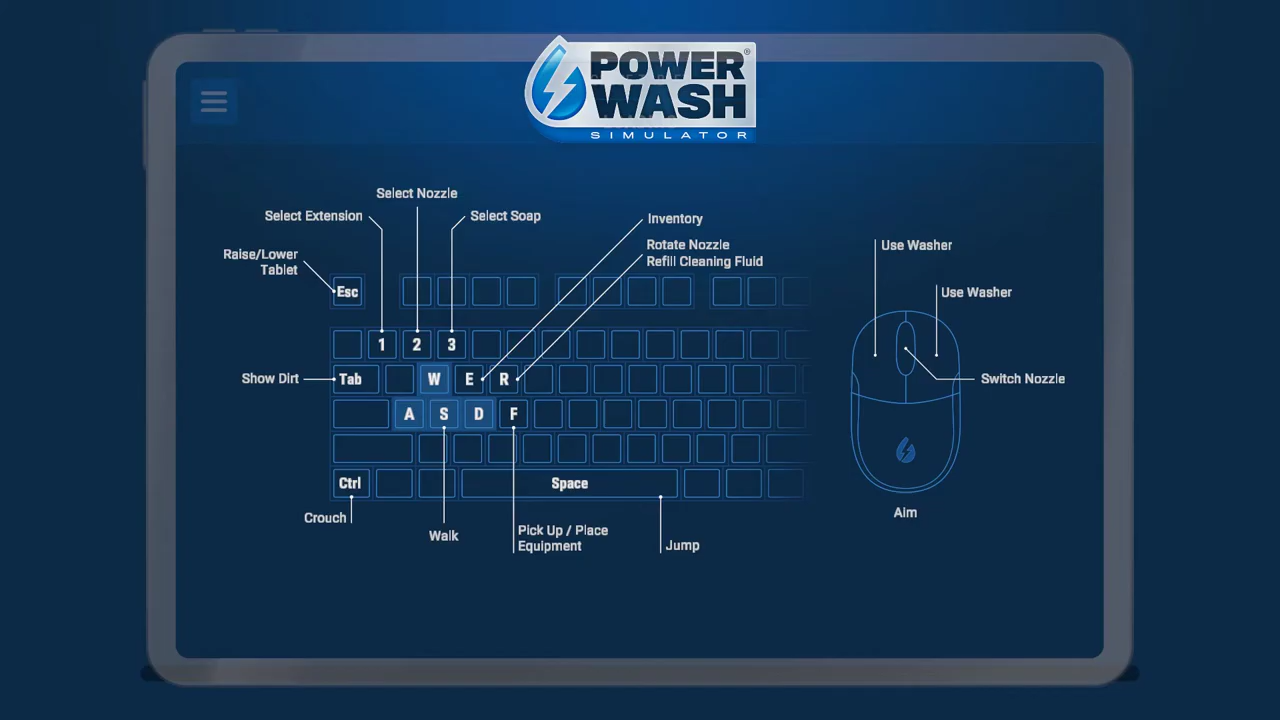 POWER®
WASH
SIMULATOR
Select Nozzle
Select Extension
Select Soap
Inventory
Raise/Lower
Tablet
Rotate Nozzle
Refill Cleaning Fluid
Use Washer
Use Washer
Esc
1 2 3
Show Dirt
Tab W E R
Switch Nozzle
A S D F
Ctrl Space
Crouch
Walk
Pick Up / Place
Equipment
Jump
Aim